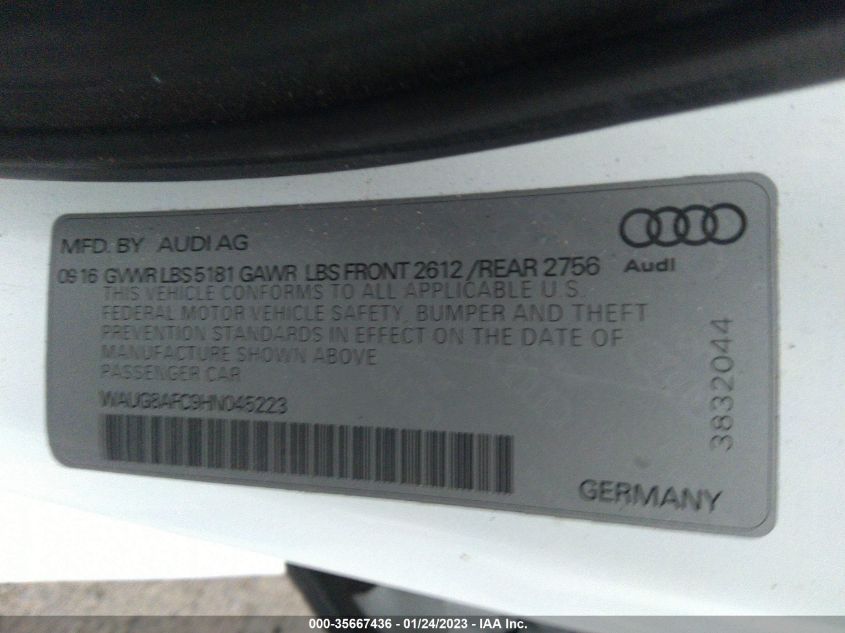 MFD. BY AUDI AG
09 16 GVWR LBS 5181 GAWR LBS FRONT 2612 /REAR 2756
Audi
THIS VEHICLE CONFORMS TO ALL APPLICABLE U.S.
FEDERAL MOTOR VEHICLE SAFETY, BUMPER AND THEFT
PREVENTION STANDARDS IN EFFECT ON THE DATE OF
MANUFACTURE SHOWN ABOVE
PASSENGER CAR
WAUG8AFC9HN045223
3832044
GERMANY
000-35667436 - 01/24/2023 - IAAI.com